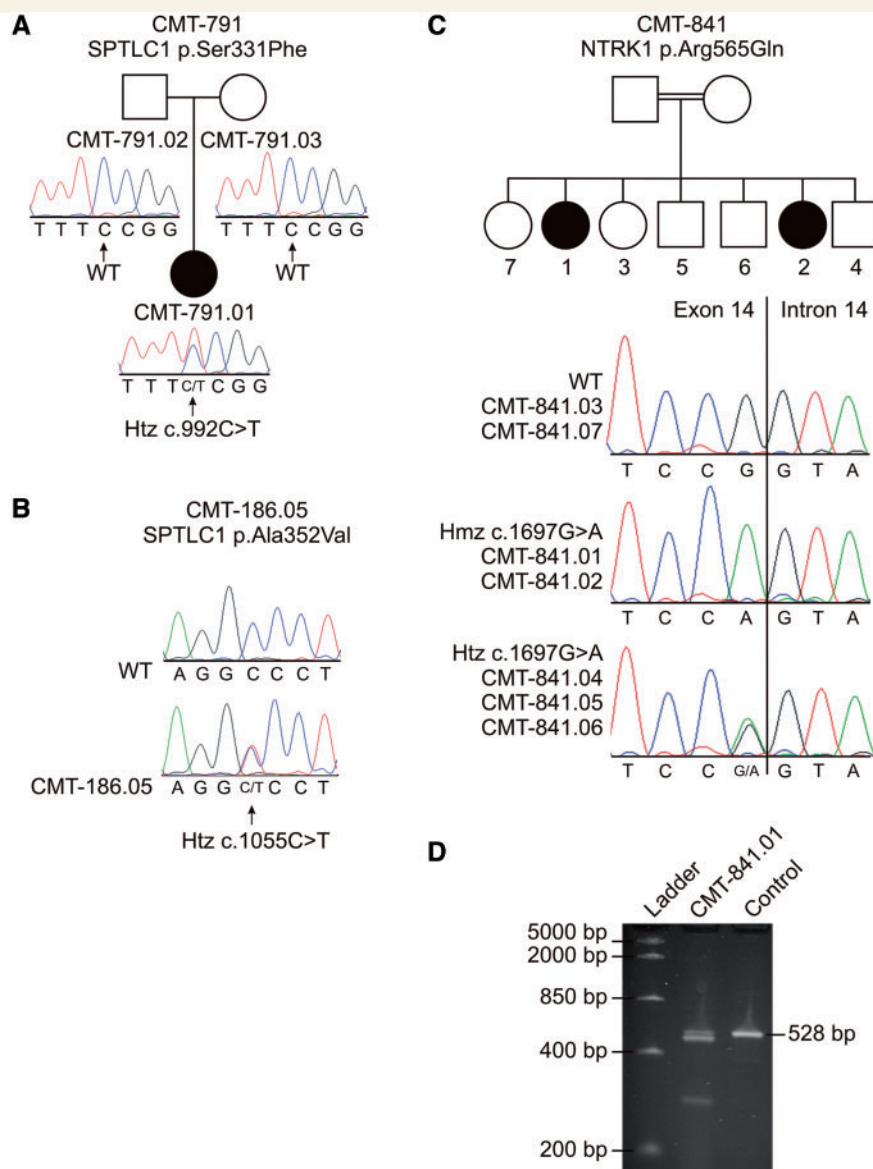 A
CMT-791
SPTLC1 p.Ser331Phe
CMT-791.02
CMT-791.03
T T T C C G G
WT
T T T C C G G
WT
CMT-791.01
T T T C/T C G G
Htz c.992C>T
B
CMT-186.05
SPTLC1 p.Ala352Val
WT
A G G C C C T
CMT-186.05
A G G C/T C C T
Htz c.1055C>T
C
CMT-841
NTRK1 p.Arg565Gln
7 1 3 5 6 2 4
Exon 14
Intron 14
WT
CMT-841.03
CMT-841.07
T C C G G T A
Hmz c.1697G>A
CMT-841.01
CMT-841.02
T C C A G T A
Htz c.1697G>A
CMT-841.04
CMT-841.05
CMT-841.06
T C C G/A G T A
D
Ladder
CMT-841.01
Control
5000 bp
2000 bp
850 bp
400 bp
200 bp
528 bp